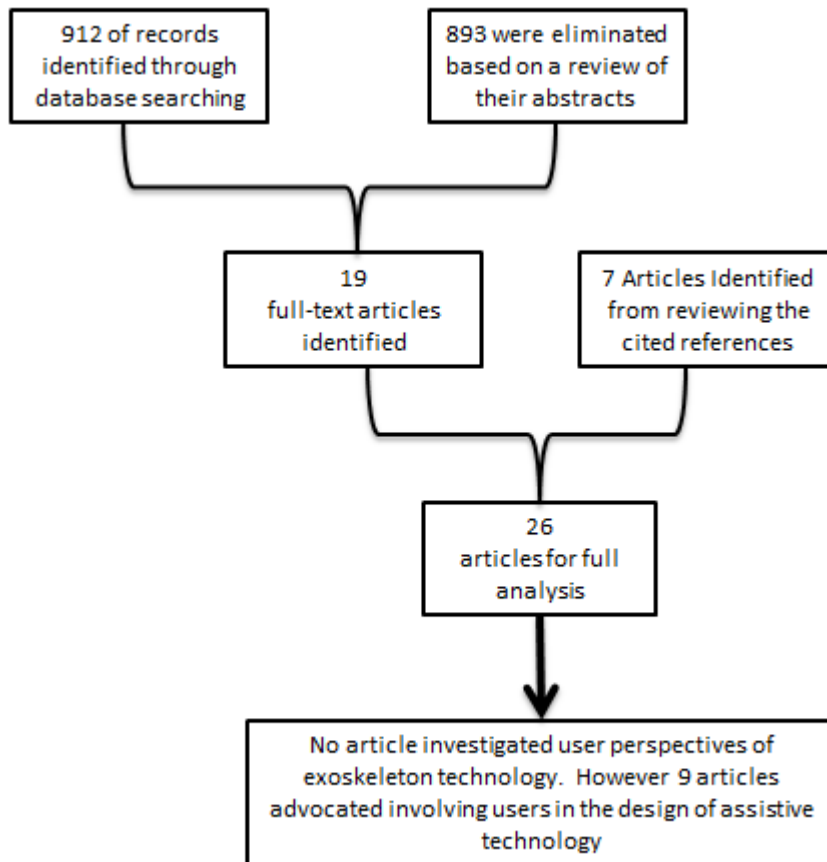 912 of records
identified through
database searching
893 were eliminated
based on a review of
their abstracts
19
full-text articles
identified
7 Articles Identified
from reviewing the
cited references
26
articles for full
analysis
No article investigated user perspectives of
exoskeleton technology.  However 9 articles
advocated involving users in the design of assistive
technology